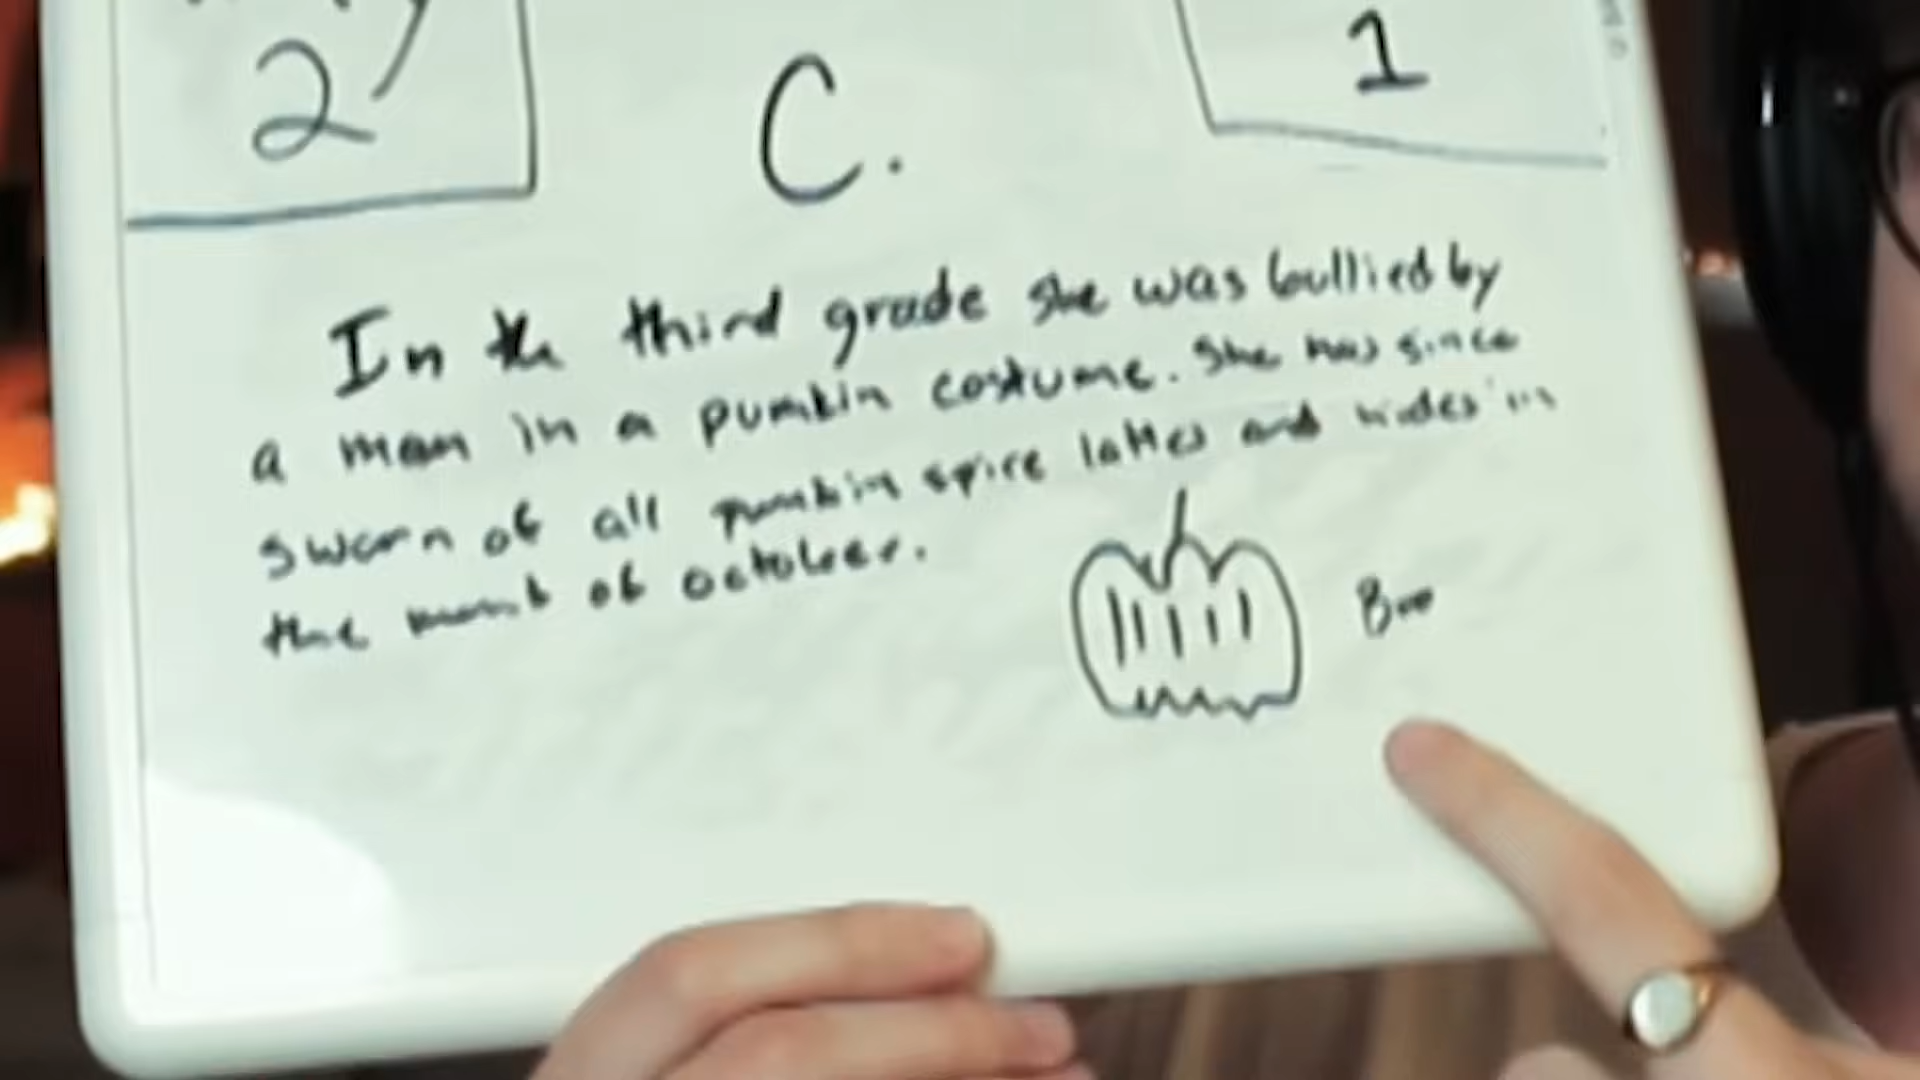 2
1
C.
In the third grade she was bullied by
a man in a pumkin costume. She has since
sworn of all pumkin spice lattes and hides in
the month of october.
Boo